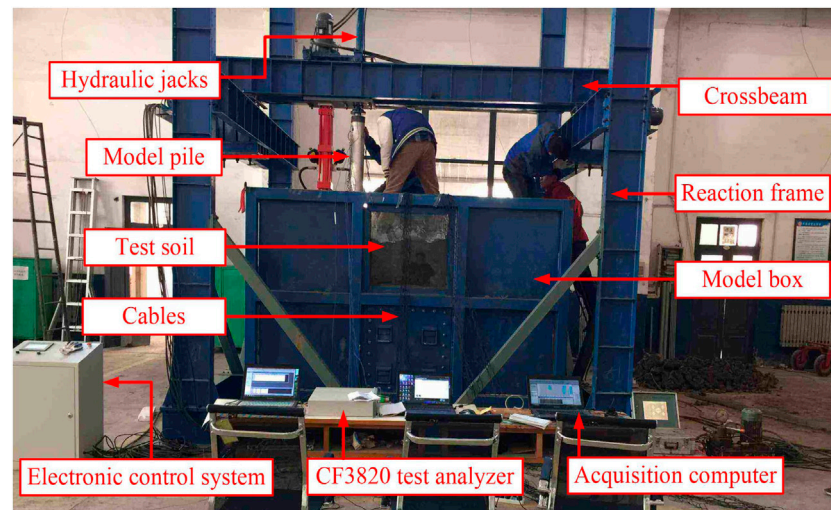 Hydraulic jacks
Crossbeam
Model pile
Reaction frame
Test soil
Model box
Cables
Electronic control system
CF3820 test analyzer
Acquisition computer